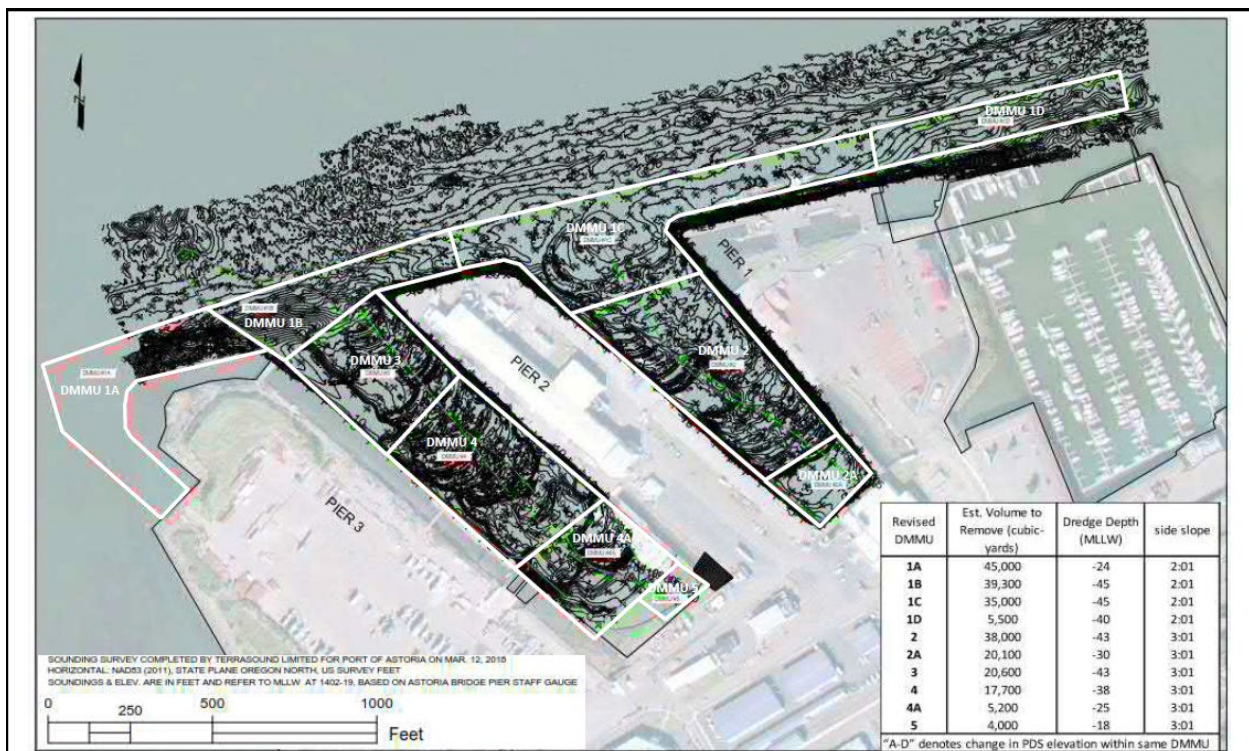 DMMU 1D
DMMU 1C
PIER 1
DMMU 1B
DMMU 3
DMMU 2
PIER 2
DMMU 1A
DMMU 4
DMMU 2A
PIER 3
DMMU 4A
DMMU 5
Revised DMMU Est. Volume to Remove (cubic-yards) Dredge Depth (MLLW) side slope
1A 45,000 -24 2:01
1B 39,300 -45 2:01
1C 35,000 -45 2:01
1D 5,500 -40 2:01
2 38,000 -43 3:01
2A 20,100 -30 3:01
3 20,600 -43 3:01
4 17,700 -38 3:01
4A 5,200 -25 3:01
5 4,000 -18 3:01
"A-D" denotes change in PDS elevation within same DMMU
SOUNDING SURVEY COMPLETED BY TERRASOUND LIMITED FOR PORT OF ASTORIA ON MAR. 12, 2018
HORIZONTAL: NAD83 (2011), STATE PLANE OREGON NORTH, US SURVEY FEET
SOUNDINGS & ELEV. ARE IN FEET AND REFER TO MLLW AT 1402-19, BASED ON ASTORIA BRIDGE PIER STAFF GAUGE
0 250 500 1000
Feet